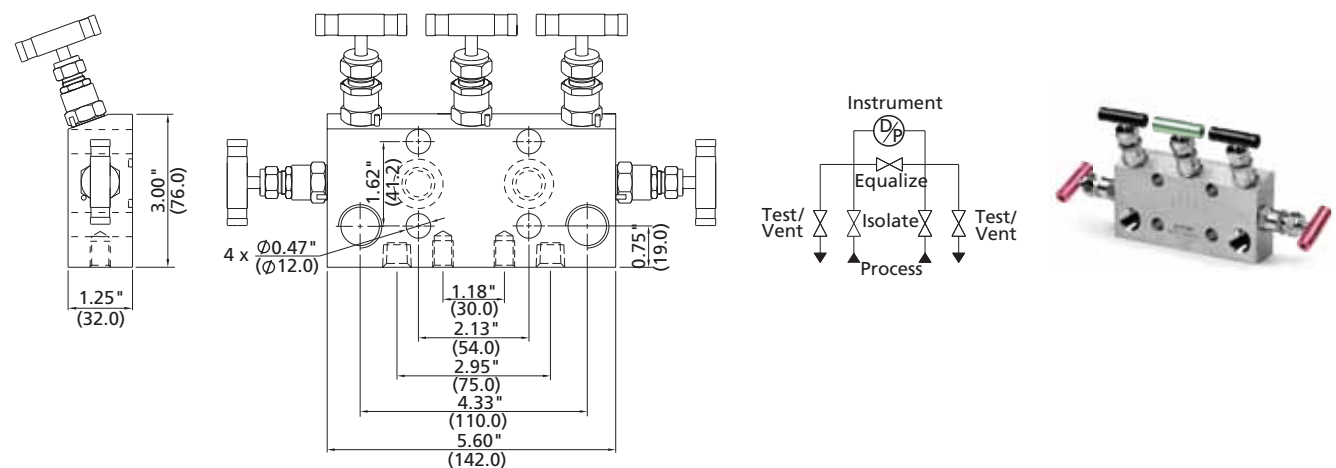 3.00"
(76.0)
1.25"
(32.0)
1.62"
(41.2)
4 x Ø0.47"
(Ø12.0)
0.75"
(19.0)
1.18"
(30.0)
2.13"
(54.0)
2.95"
(75.0)
4.33"
(110.0)
5.60"
(142.0)
Instrument
D/P
Equalize
Test/
Vent
Isolate
Test/
Vent
Process